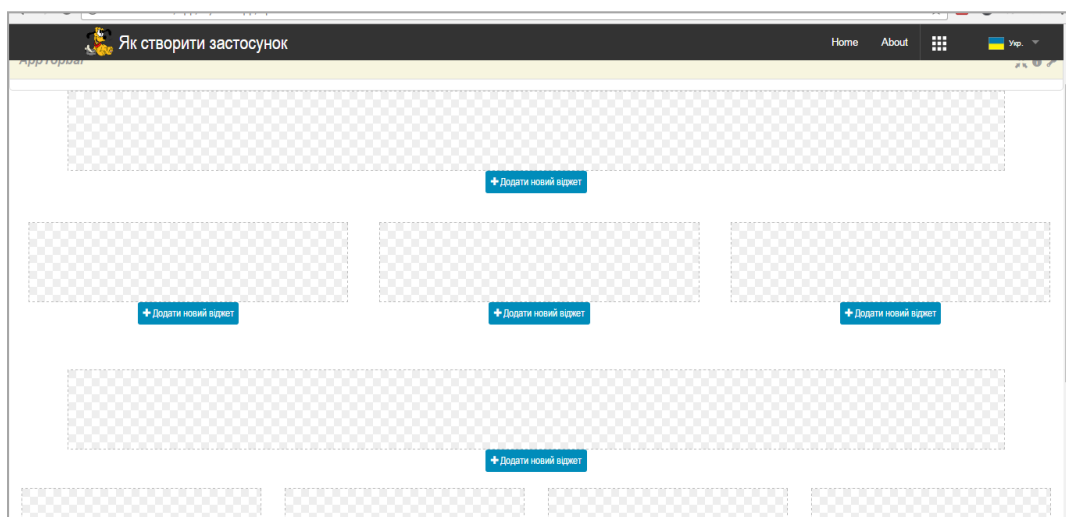 Як створити застосунок
Home About
Укр.
AppTopbar
+ Додати новий віджет
+ Додати новий віджет
+ Додати новий віджет
+ Додати новий віджет
+ Додати новий віджет